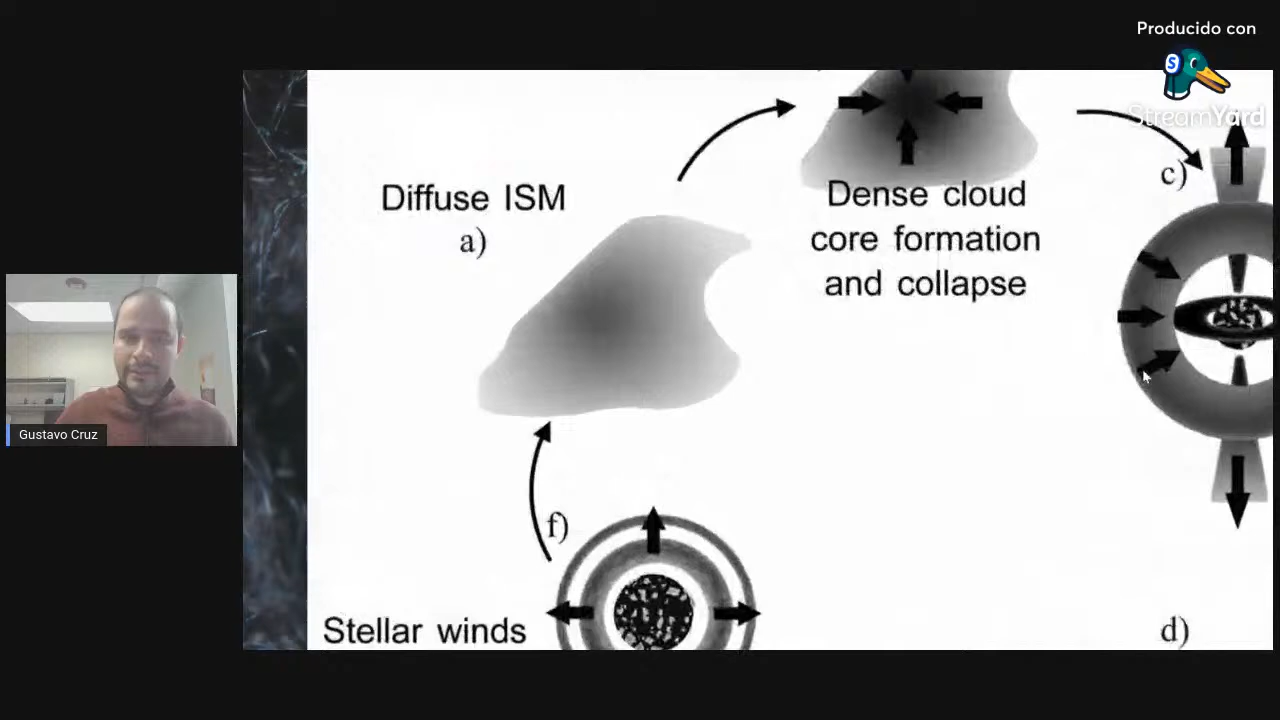 Producido con
S
StreamYard
c)
Diffuse ISM
a)
Dense cloud
core formation
and collapse
Gustavo Cruz
f)
Stellar winds
d)